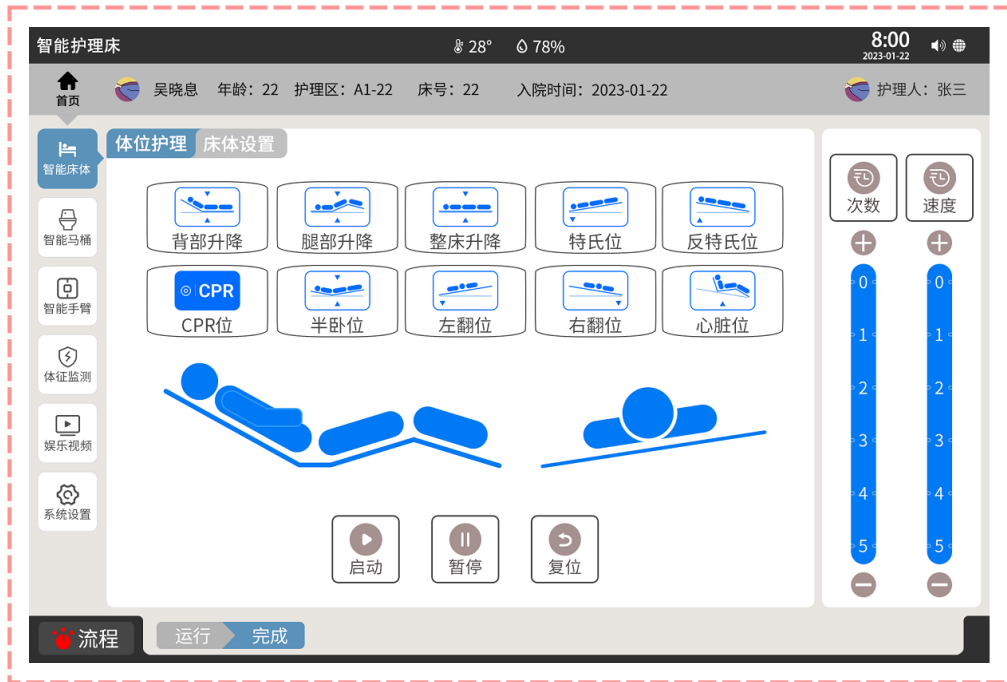 智能护理床 28° 78% 8:00
2023-01-22
首页 吴晓息 年龄：22 护理区：A1-22 床号：22 入院时间：2023-01-22 护理人：张三
智能床体
智能马桶
智能手臂
体征监测
娱乐视频
系统设置
体位护理 床体设置
背部升降 腿部升降 整床升降 特氏位 反特氏位
CPR
CPR位 半卧位 左翻位 右翻位 心脏位
启动 暂停 复位
次数 速度
0 0
1 1
2 2
3 3
4 4
5 5
流程 运行 完成